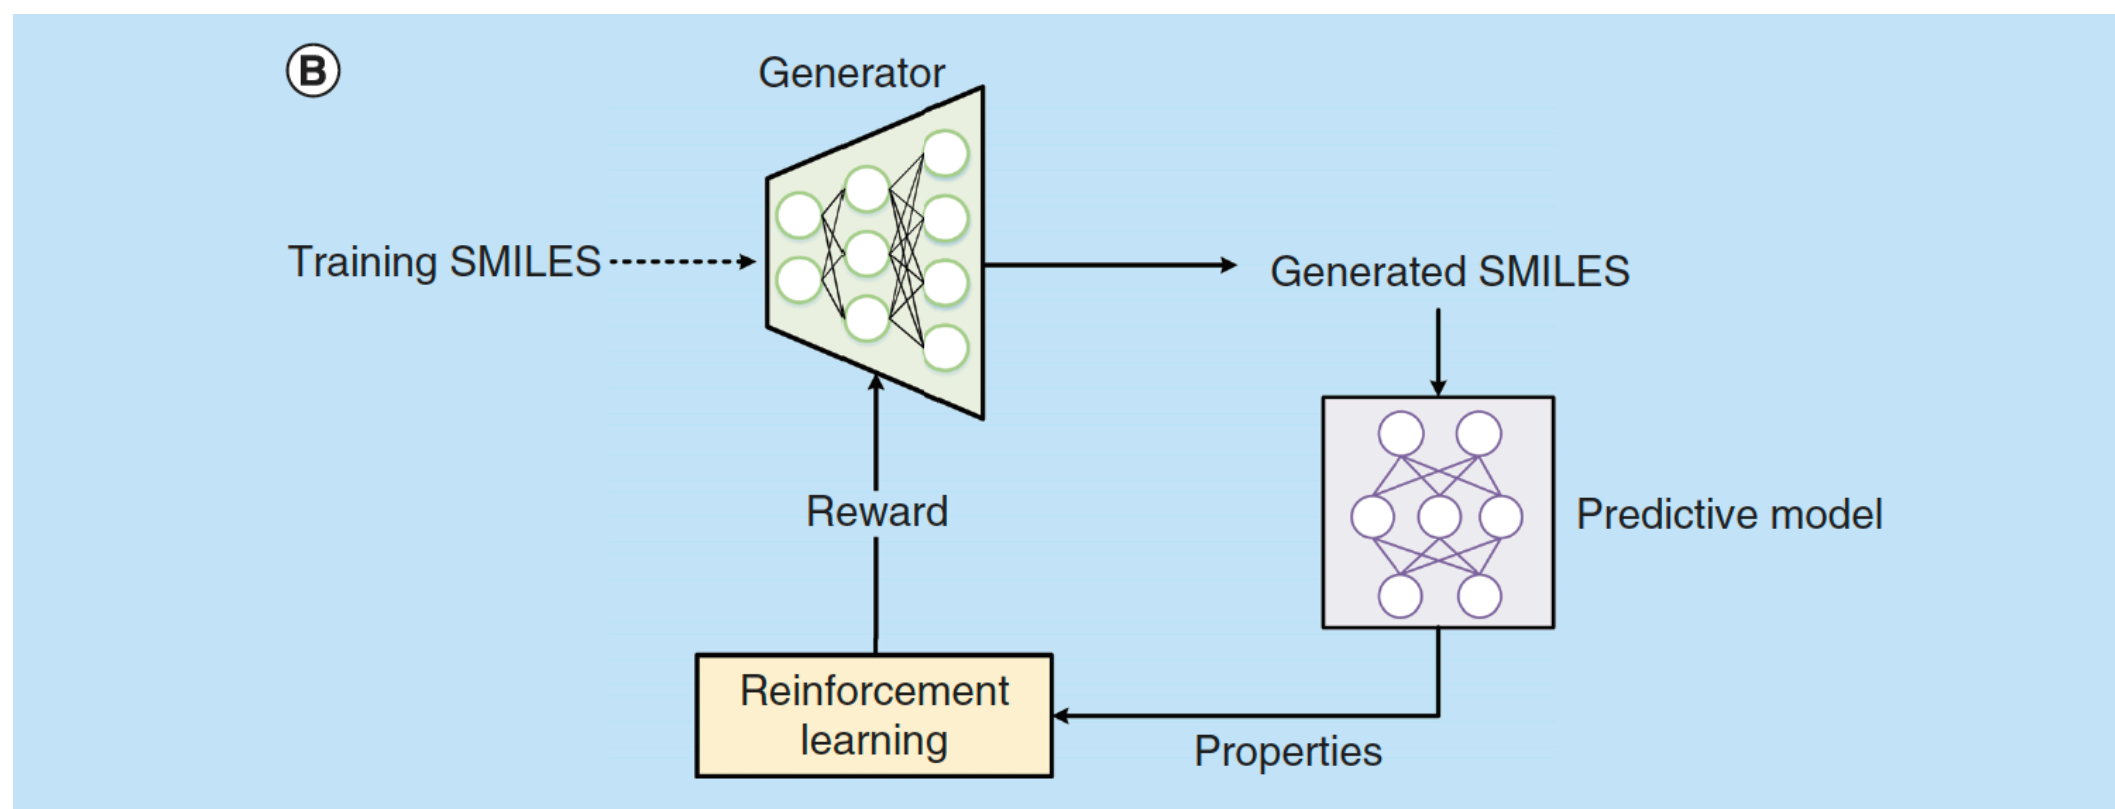 B
Generator
Training SMILES
Generated SMILES
Reward
Predictive model
Reinforcement
learning
Properties